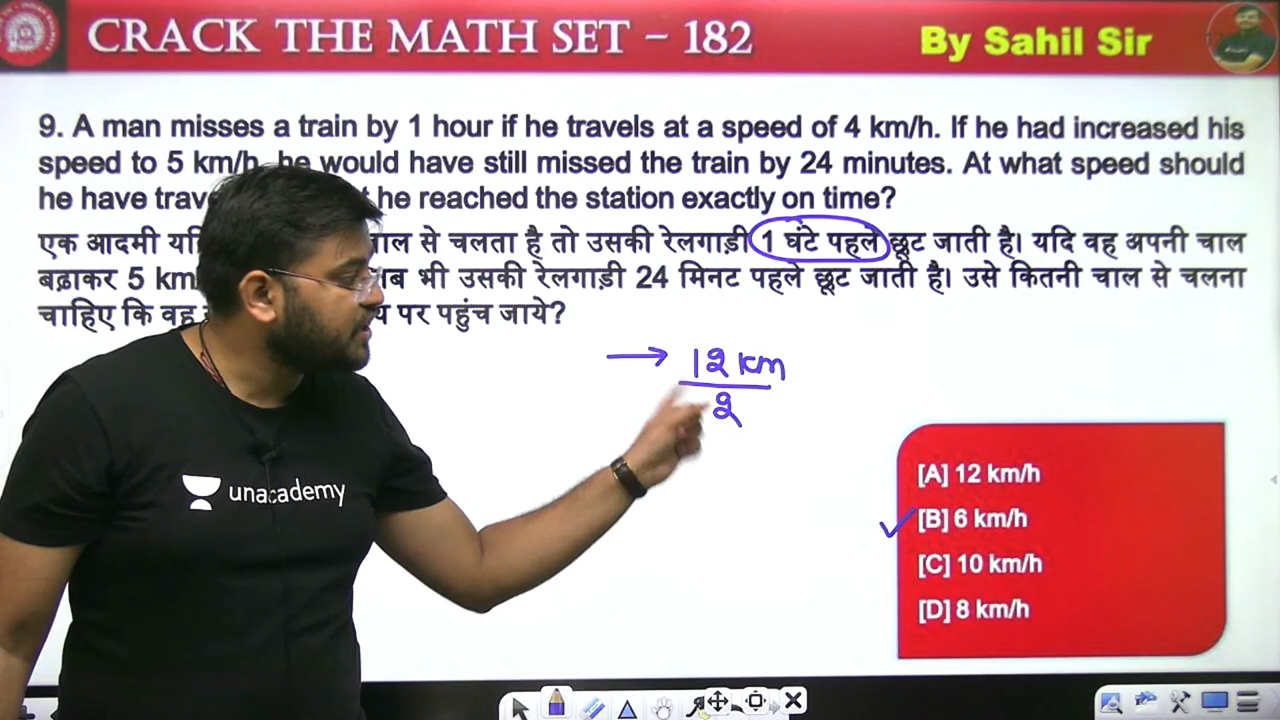 CRACK THE MATH SET – 182
By Sahil Sir
9. A man misses a train by 1 hour if he travels at a speed of 4 km/h. If he had increased his
speed to 5 km/h, he would have still missed the train by 24 minutes. At what speed should
he have he reached the station exactly on time?
एक आदमी चाल से चलता है तो उसकी रेलगाड़ी 1 घंटे पहले छूट जाती है। यदि वह अपनी चाल
बढ़ाकर 5 भी उसकी रेलगाड़ी 24 मिनट पहले छूट जाती है। उसे कितनी चाल से चलना
चाहिए कि वह पर पहुंच जाये?
→ 12 km
2
unacademy
[A] 12 km/h
[B] 6 km/h
[C] 10 km/h
[D] 8 km/h